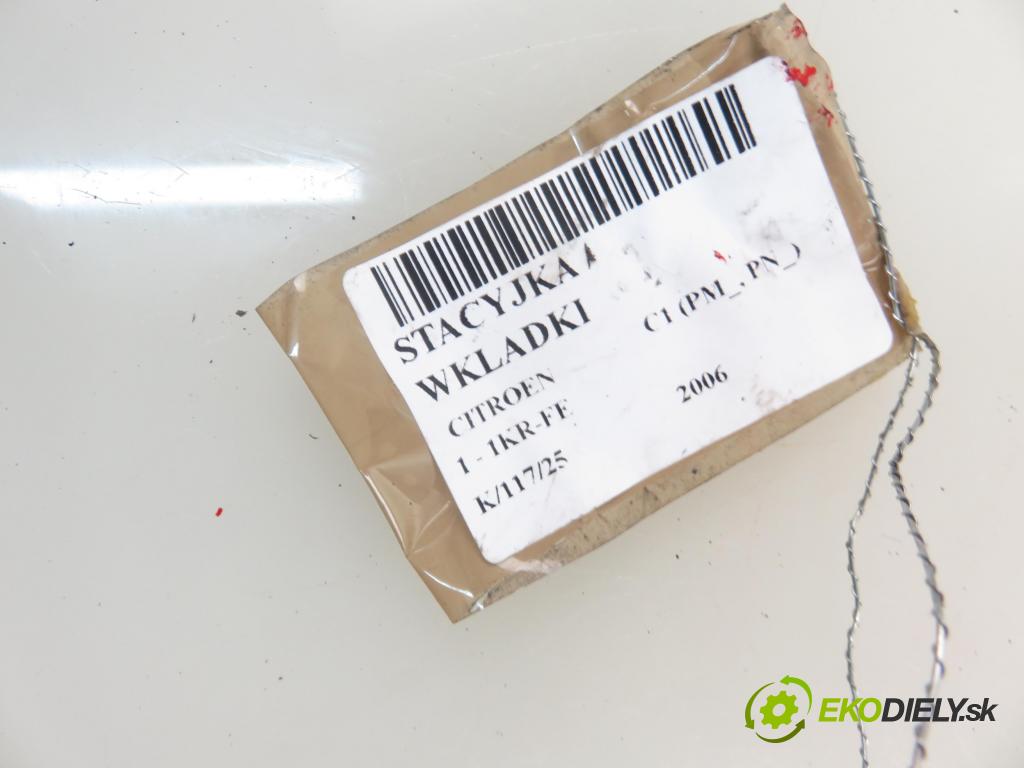 STACYJKA
WKLADKI
CITROEN C1 (PM_, PN_)
1 - 1KR-FE 2006
K/117/25
EKODIELY.sk